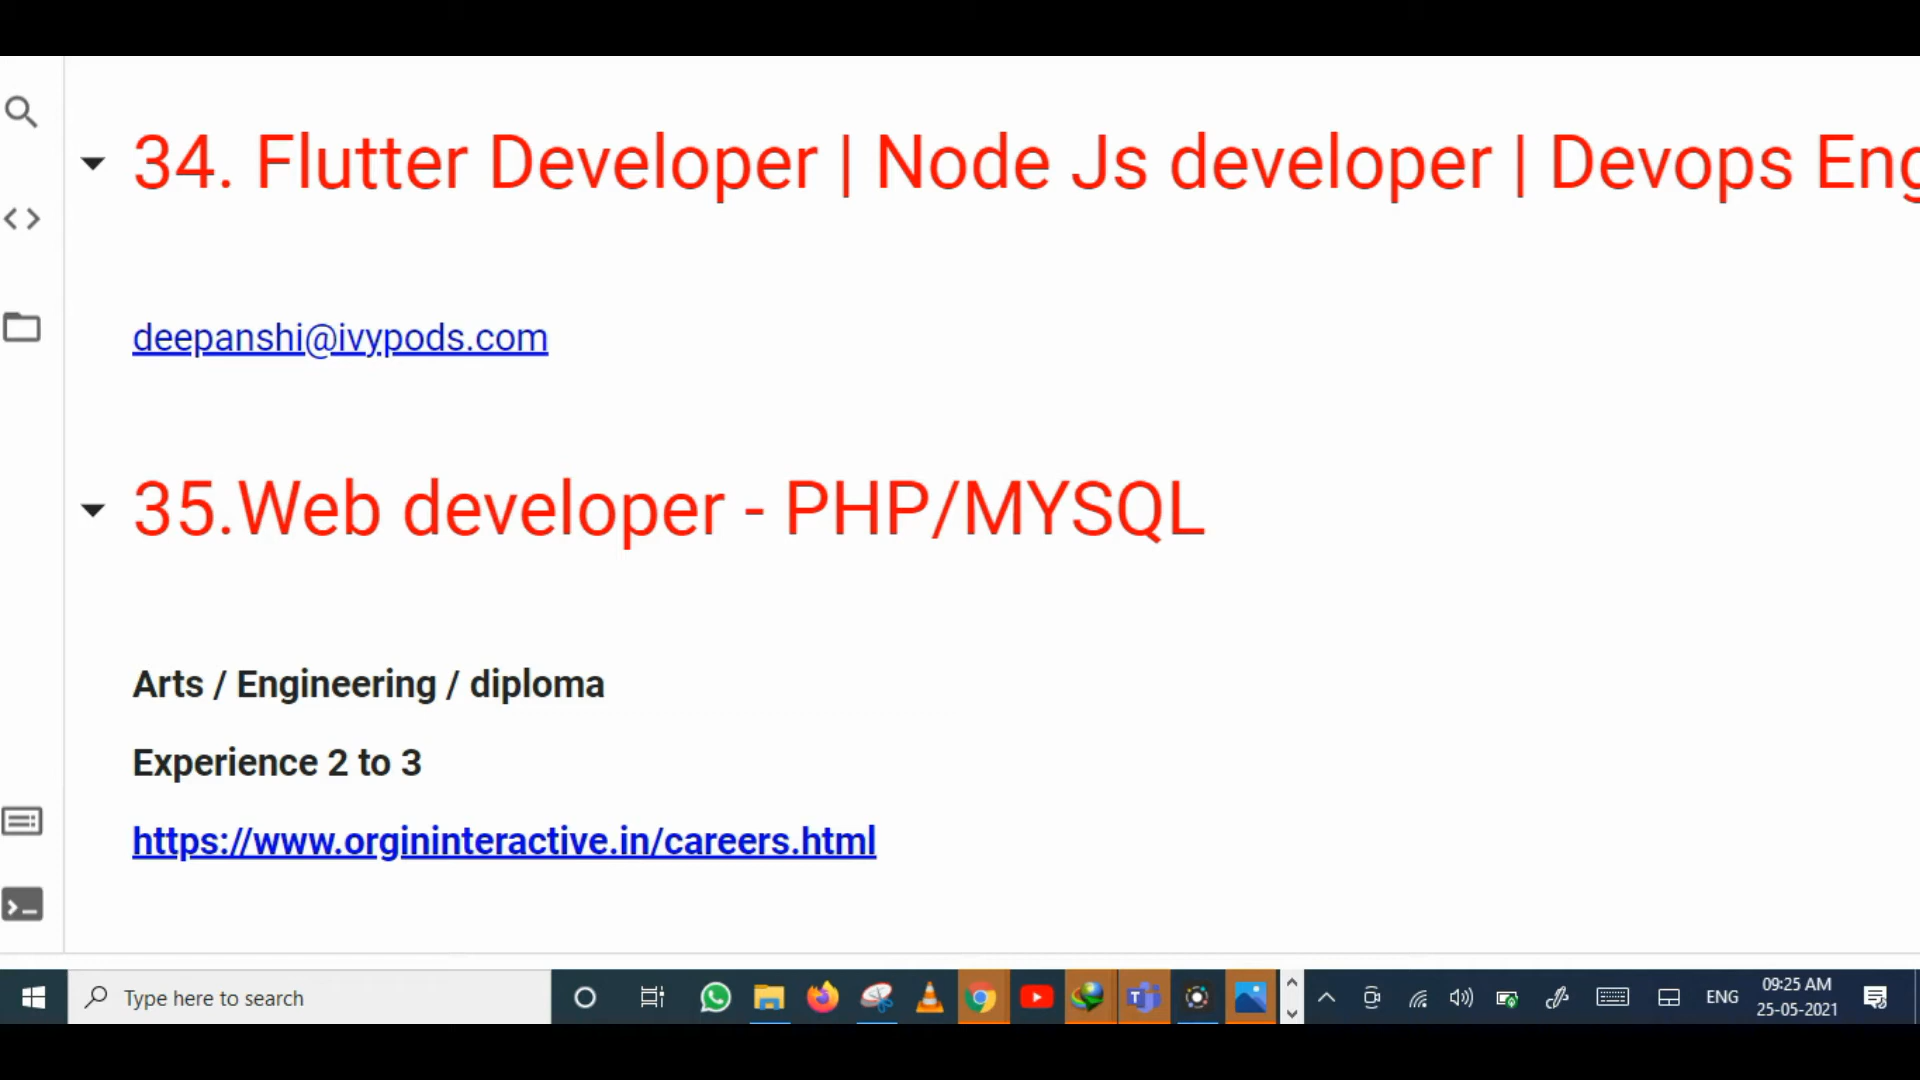 34. Flutter Developer | Node Js developer | Devops Eng
deepanshi@ivypods.com
35.Web developer - PHP/MYSQL
Arts / Engineering / diploma
Experience 2 to 3
https://www.orgininteractive.in/careers.html
Type here to search
ENG
09:25 AM
25-05-2021